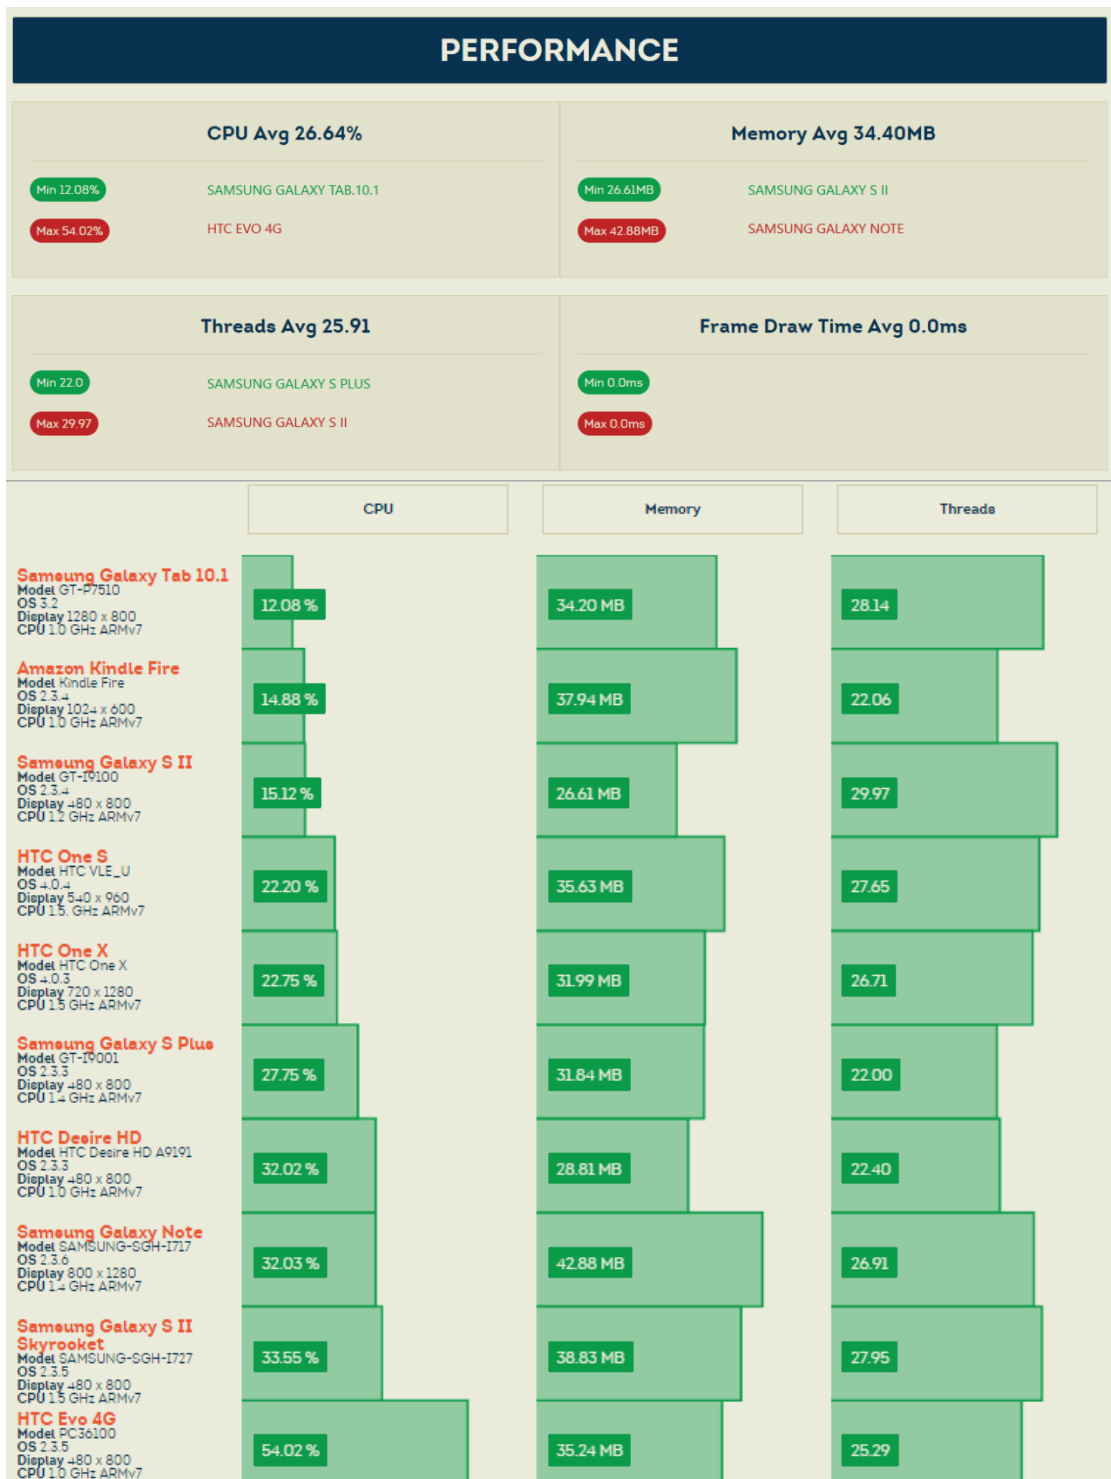 PERFORMANCE
CPU Avg 26.64%
Min 12.08% SAMSUNG GALAXY TAB.10.1
Max 54.02% HTC EVO 4G
Memory Avg 34.40MB
Min 26.61MB SAMSUNG GALAXY S II
Max 42.88MB SAMSUNG GALAXY NOTE
Threads Avg 25.91
Min 22.0 SAMSUNG GALAXY S PLUS
Max 29.97 SAMSUNG GALAXY S II
Frame Draw Time Avg 0.0ms
Min 0.0ms
Max 0.0ms
CPU Memory Threads
Samsung Galaxy Tab 10.1
Model GT-P7510
OS 3.2
Display 1280 x 800
CPU 1.0 GHz ARMv7
12.08 % 34.20 MB 28.14
Amazon Kindle Fire
Model Kindle Fire
OS 2.3.4
Display 1024 x 600
CPU 1.0 GHz ARMv7
14.88 % 37.94 MB 22.06
Samsung Galaxy S II
Model GT-I9100
OS 2.3.4
Display 480 x 800
CPU 1.2 GHz ARMv7
15.12 % 26.61 MB 29.97
HTC One S
Model HTC VLE_U
OS 4.0.4
Display 540 x 960
CPU 1.5. GHz ARMv7
22.20 % 35.63 MB 27.65
HTC One X
Model HTC One X
OS 4.0.3
Display 720 x 1280
CPU 1.5 GHz ARMv7
22.75 % 31.99 MB 26.71
Samsung Galaxy S Plus
Model GT-I9001
OS 2.3.3
Display 480 x 800
CPU 1.4 GHz ARMv7
27.75 % 31.84 MB 22.00
HTC Desire HD
Model HTC Desire HD A9191
OS 2.3.3
Display 480 x 800
CPU 1.0 GHz ARMv7
32.02 % 28.81 MB 22.40
Samsung Galaxy Note
Model SAMSUNG-SGH-I717
OS 2.3.6
Display 800 x 1280
CPU 1.4 GHz ARMv7
32.03 % 42.88 MB 26.91
Samsung Galaxy S II
Skyrooket
Model SAMSUNG-SGH-I727
OS 2.3.5
Display 480 x 800
CPU 1.5 GHz ARMv7
33.55 % 38.83 MB 27.95
HTC Evo 4G
Model PC36100
OS 2.3.5
Display 480 x 800
CPU 1.0 GHz ARMv7
54.02 % 35.24 MB 25.29